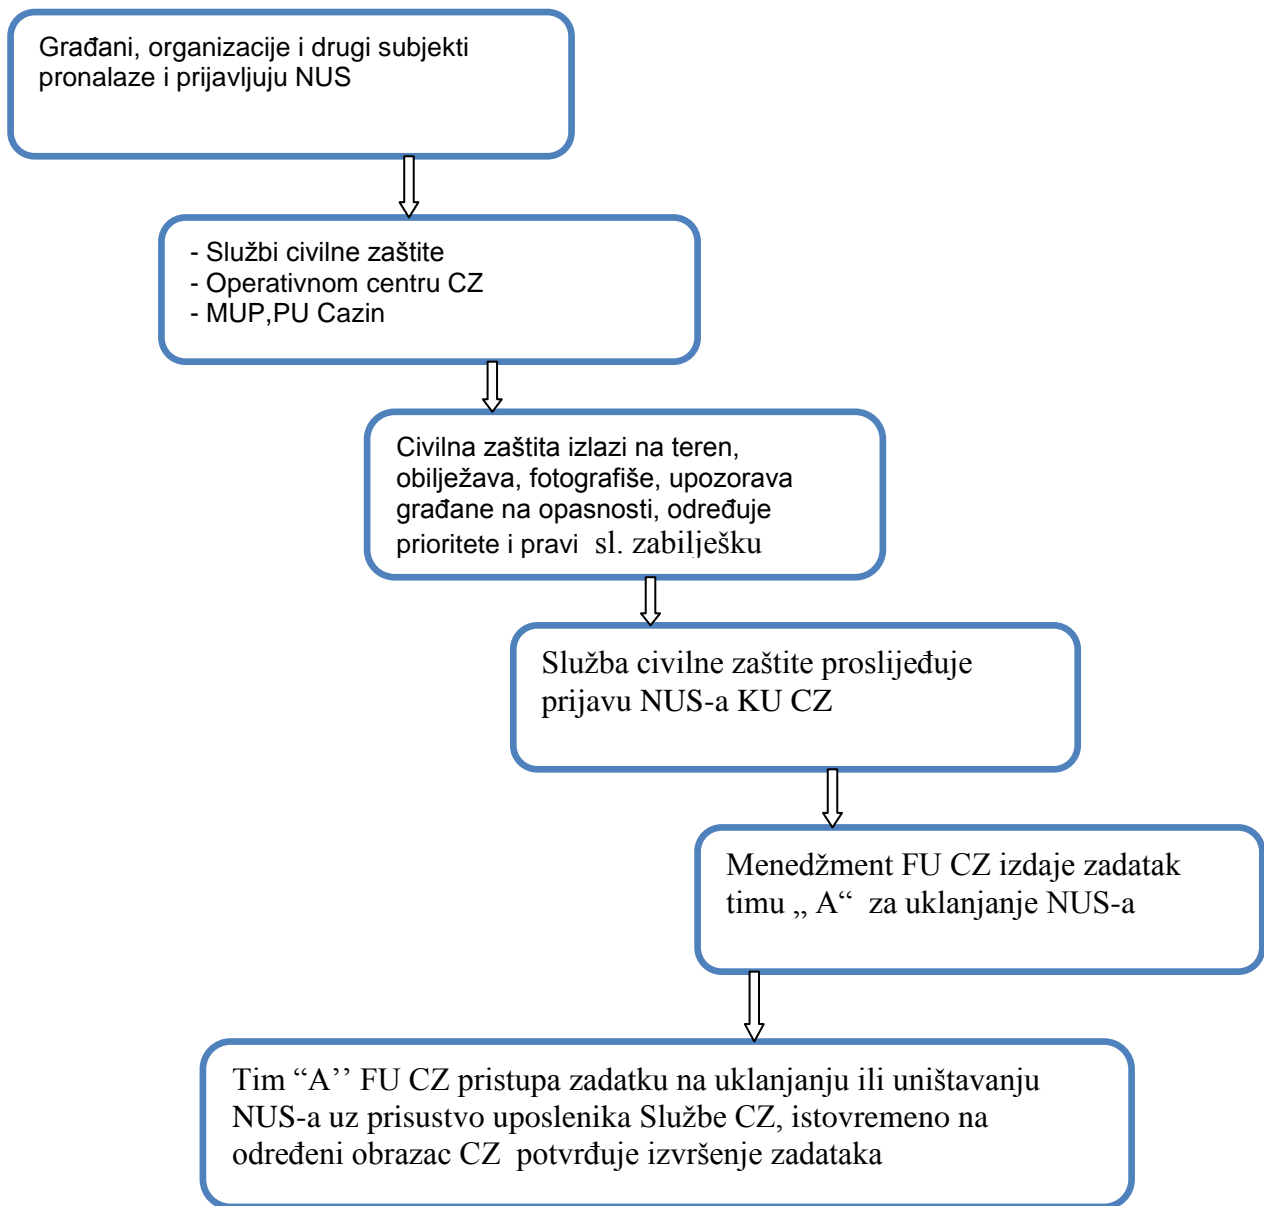 Građani, organizacije i drugi subjekti
pronalaze i prijavljuju NUS
- Službi civilne zaštite
- Operativnom centru CZ
- MUP,PU Cazin
Civilna zaštita izlazi na teren,
obilježava, fotografiše, upozorava
građane na opasnosti, određuje
prioritete i pravi  sl. zabilješku
Služba civilne zaštite proslijeđuje
prijavu NUS-a KU CZ
Menedžment FU CZ izdaje zadatak
timu „ A“  za uklanjanje NUS-a
Tim “A’’ FU CZ pristupa zadatku na uklanjanju ili uništavanju
NUS-a uz prisustvo uposlenika Službe CZ, istovremeno na
određeni obrazac CZ  potvrđuje izvršenje zadataka